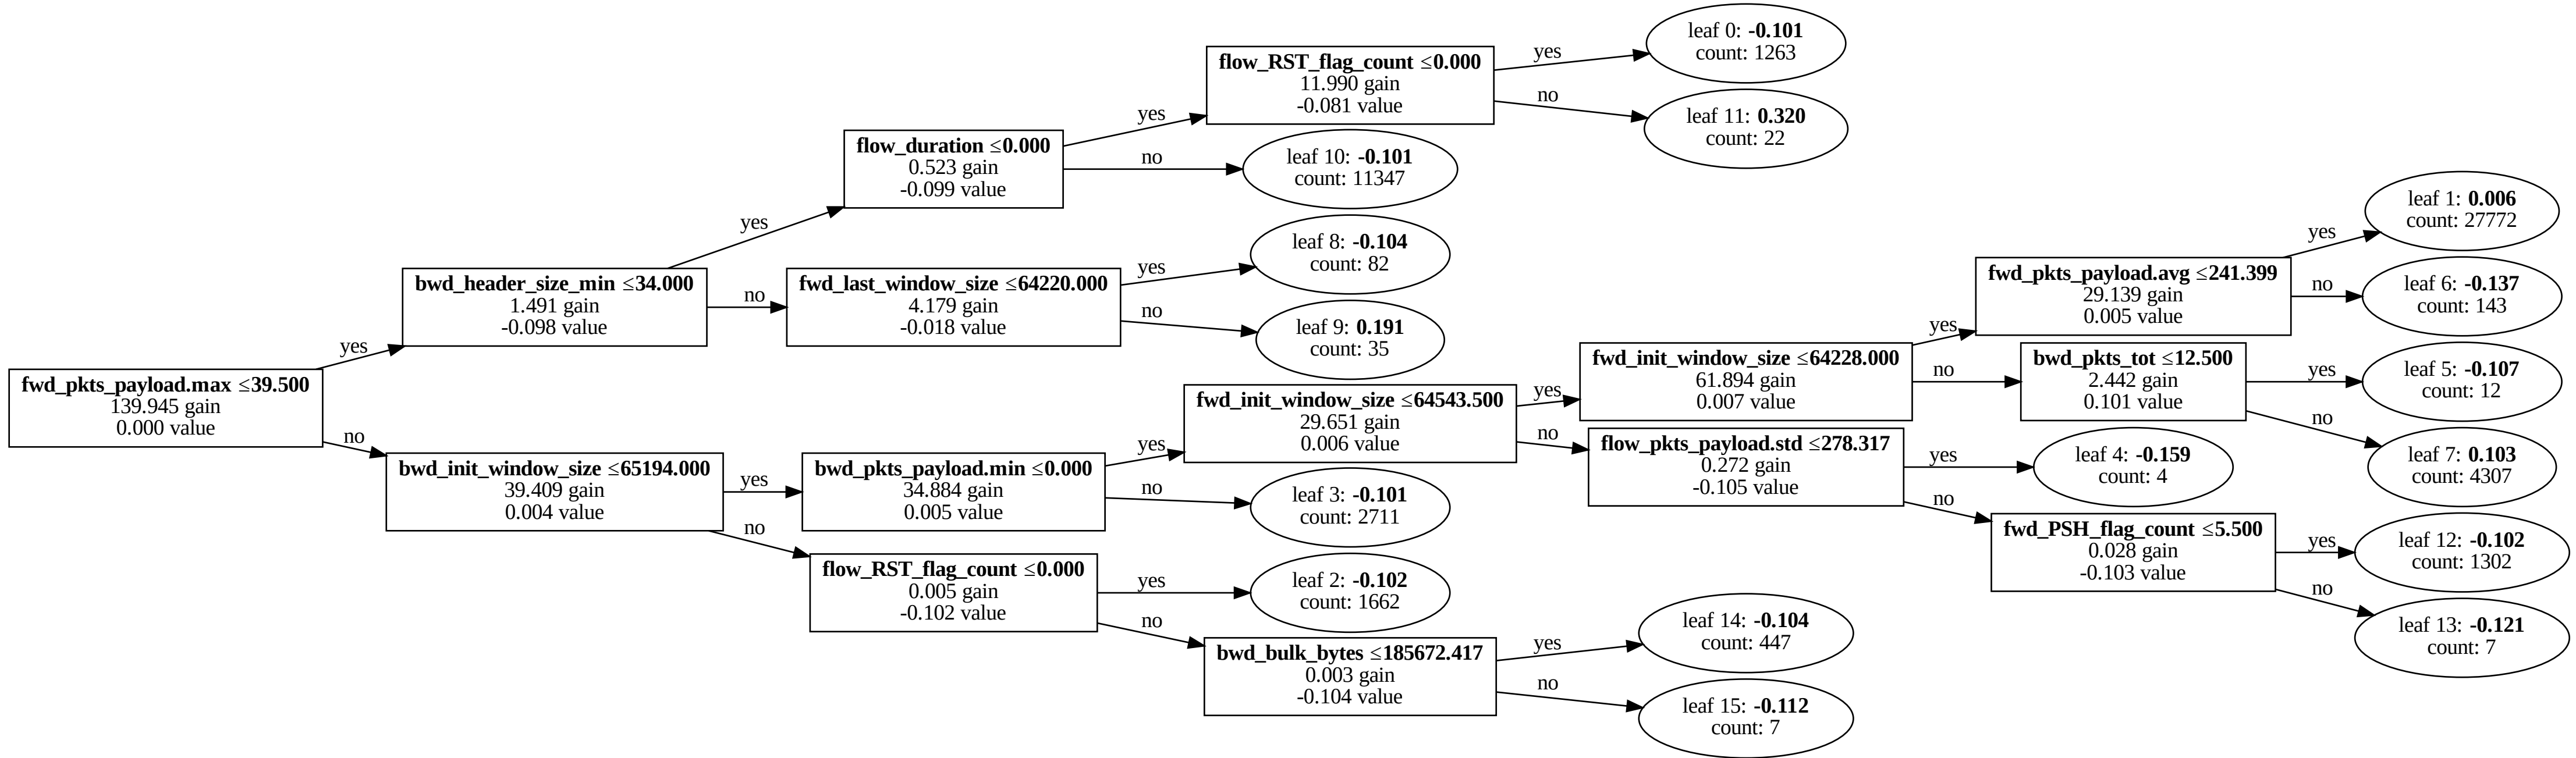 fwd_pkts_payload.max ≤39.500
139.945 gain
0.000 value
yes
no
bwd_header_size_min ≤34.000
1.491 gain
-0.098 value
yes
no
flow_duration ≤0.000
0.523 gain
-0.099 value
yes
no
flow_RST_flag_count ≤0.000
11.990 gain
-0.081 value
yes
no
leaf 0: -0.101
count: 1263
leaf 11: 0.320
count: 22
leaf 10: -0.101
count: 11347
fwd_last_window_size ≤64220.000
4.179 gain
-0.018 value
yes
no
leaf 8: -0.104
count: 82
leaf 9: 0.191
count: 35
bwd_init_window_size ≤65194.000
39.409 gain
0.004 value
yes
no
bwd_pkts_payload.min ≤0.000
34.884 gain
0.005 value
yes
no
fwd_init_window_size ≤64543.500
29.651 gain
0.006 value
yes
no
fwd_init_window_size ≤64228.000
61.894 gain
0.007 value
yes
no
fwd_pkts_payload.avg ≤241.399
29.139 gain
0.005 value
yes
no
leaf 1: 0.006
count: 27772
leaf 6: -0.137
count: 143
bwd_pkts_tot ≤12.500
2.442 gain
0.101 value
yes
no
leaf 5: -0.107
count: 12
leaf 7: 0.103
count: 4307
flow_pkts_payload.std ≤278.317
0.272 gain
-0.105 value
yes
no
leaf 4: -0.159
count: 4
fwd_PSH_flag_count ≤5.500
0.028 gain
-0.103 value
yes
no
leaf 12: -0.102
count: 1302
leaf 13: -0.121
count: 7
leaf 3: -0.101
count: 2711
flow_RST_flag_count ≤0.000
0.005 gain
-0.102 value
yes
no
leaf 2: -0.102
count: 1662
bwd_bulk_bytes ≤185672.417
0.003 gain
-0.104 value
yes
no
leaf 14: -0.104
count: 447
leaf 15: -0.112
count: 7